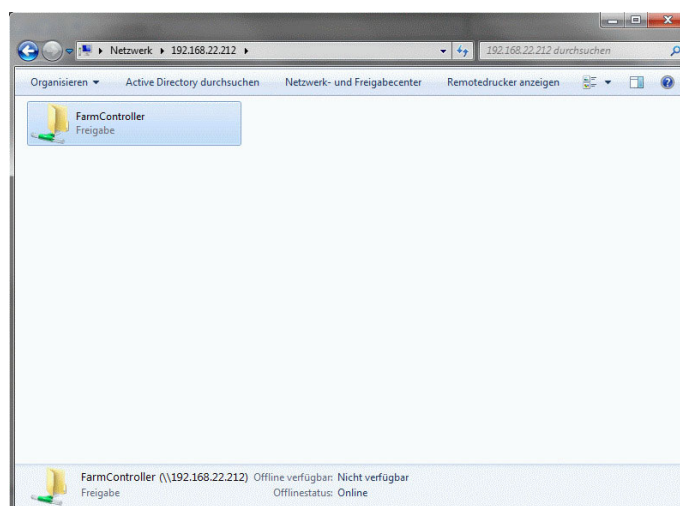 Netzwerk 192.168.22.212 192.168.22.212 durchsuchen
Organisieren Active Directory durchsuchen Netzwerk- und Freigabecenter Remotedrucker anzeigen
FarmController
Freigabe
FarmController (\\192.168.22.212) Offline verfügbar: Nicht verfügbar
Freigabe Offlinestatus: Online